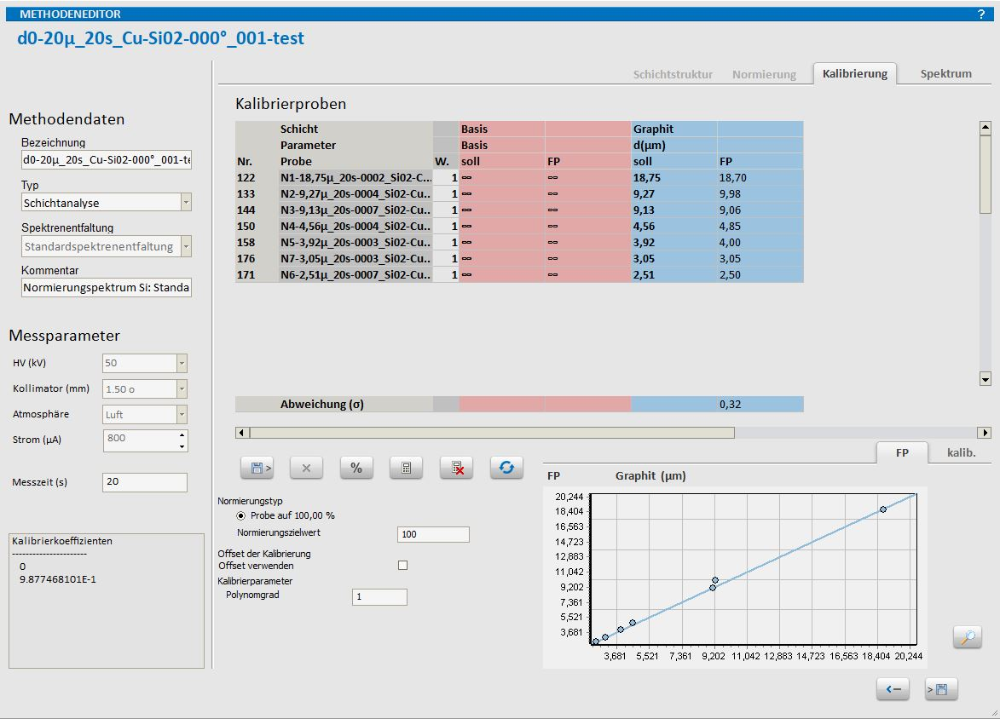 METHODENEDITOR ?
d0-20µ_20s_Cu-Si02-000°_001-test
Schichtstruktur Normierung Kalibrierung Spektrum
Methodendaten
Bezeichnung
d0-20µ_20s_Cu-Si02-000°_001-te
Typ
Schichtanalyse
Spektrenentfaltung
Standardspektrenentfaltung
Kommentar
Normierungspektrum Si: Standa
Messparameter
HV (kV) 50
Kollimator (mm) 1.50 o
Atmosphäre Luft
Strom (µA) 800
Messzeit (s) 20
Kalibrierkoeffizienten
----------------------
0
9.877468101E-1
Kalibrierproben
Schicht Basis Graphit
Parameter Basis d(µm)
Nr. Probe W. soll FP soll FP
122 N1-18,75µ_20s-0002_Si02-C... 1 ∞ ∞ 18,75 18,70
133 N2-9,27µ_20s-0004_Si02-Cu.. 1 ∞ ∞ 9,27 9,98
144 N3-9,13µ_20s-0007_Si02-Cu.. 1 ∞ ∞ 9,13 9,06
150 N4-4,56µ_20s-0004_Si02-Cu.. 1 ∞ ∞ 4,56 4,85
158 N5-3,92µ_20s-0003_Si02-Cu.. 1 ∞ ∞ 3,92 4,00
176 N7-3,05µ_20s-0003_Si02-Cu.. 1 ∞ ∞ 3,05 3,05
171 N6-2,51µ_20s-0007_Si02-Cu.. 1 ∞ ∞ 2,51 2,50
Abweichung (σ) 0,32
%
Normierungstyp
Probe auf 100,00 %
Normierungszielwert 100
Offset der Kalibrierung
Offset verwenden
Kalibrierparameter
Polynomgrad 1
FP kalib.
FP Graphit (µm)
20,244
18,404
16,563
14,723
12,883
11,042
9,202
7,361
5,521
3,681
3,681 5,521 7,361 9,202 11,042 12,883 14,723 16,563 18,404 20,244